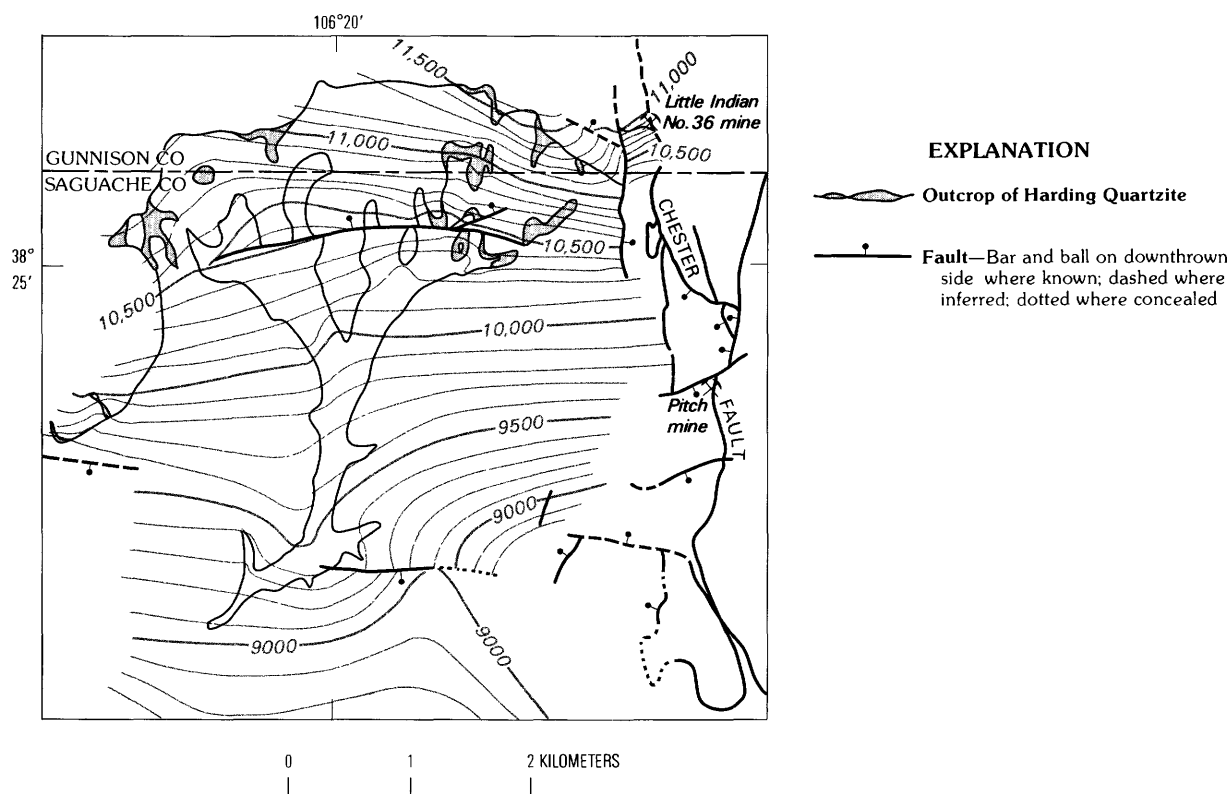 106°20'
11,500
11,000
Little Indian
No. 36 mine
11,000
10,500
GUNNISON CO
SAGUACHE CO
EXPLANATION
Outcrop of Harding Quartzite
CHESTER
10,500
38°
25'
Fault—Bar and ball on downthrown
side where known; dashed where
inferred; dotted where concealed
10,500
10,000
Pitch
mine
FAULT
9500
9000
9000
9000
0 1 2 KILOMETERS